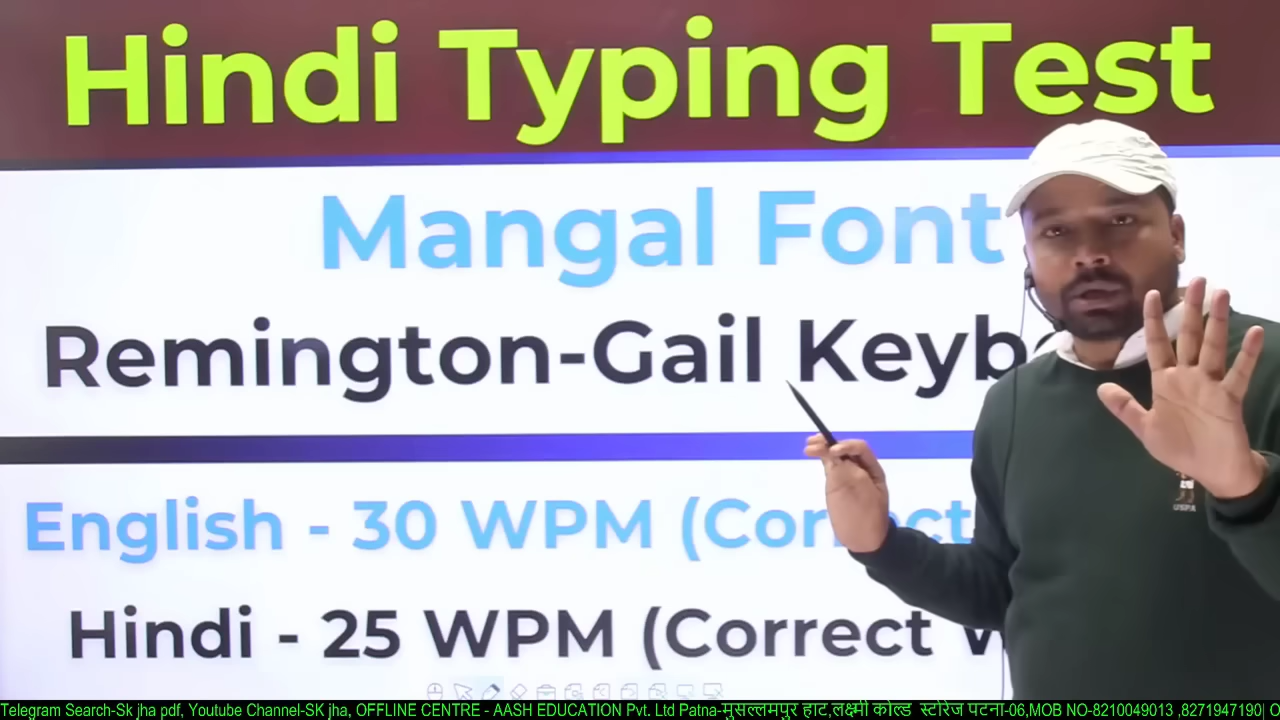 Hindi Typing Test
Mangal Font
Remington-Gail Keyb
English - 30 WPM (Correct
Hindi - 25 WPM (Correct W
Telegram Search-Sk jha pdf, Youtube Channel-SK jha, OFFLINE CENTRE - AASH EDUCATION Pvt. Ltd Patna-मुसल्लमपुर हाट,लक्ष्मी कोल्ड स्टोरेज पटना-06,MOB NO-8210049013 ,8271947190| C